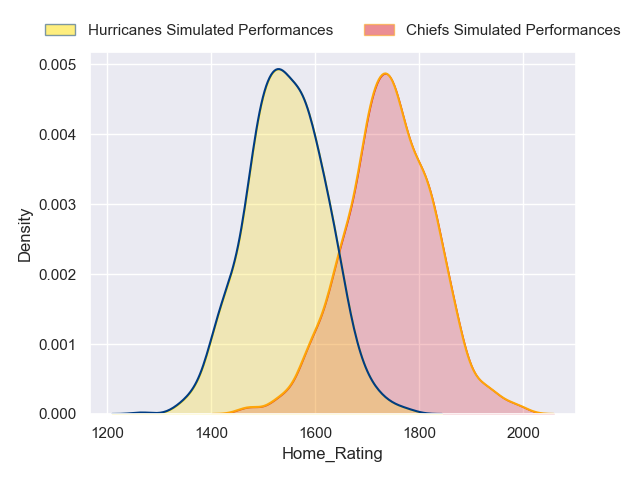 Hurricanes Simulated Performances Chiefs Simulated Performances
0.005
0.004
0.003
0.002
0.001
0.000
Density
1200 1400 1600 1800 2000
Home_Rating